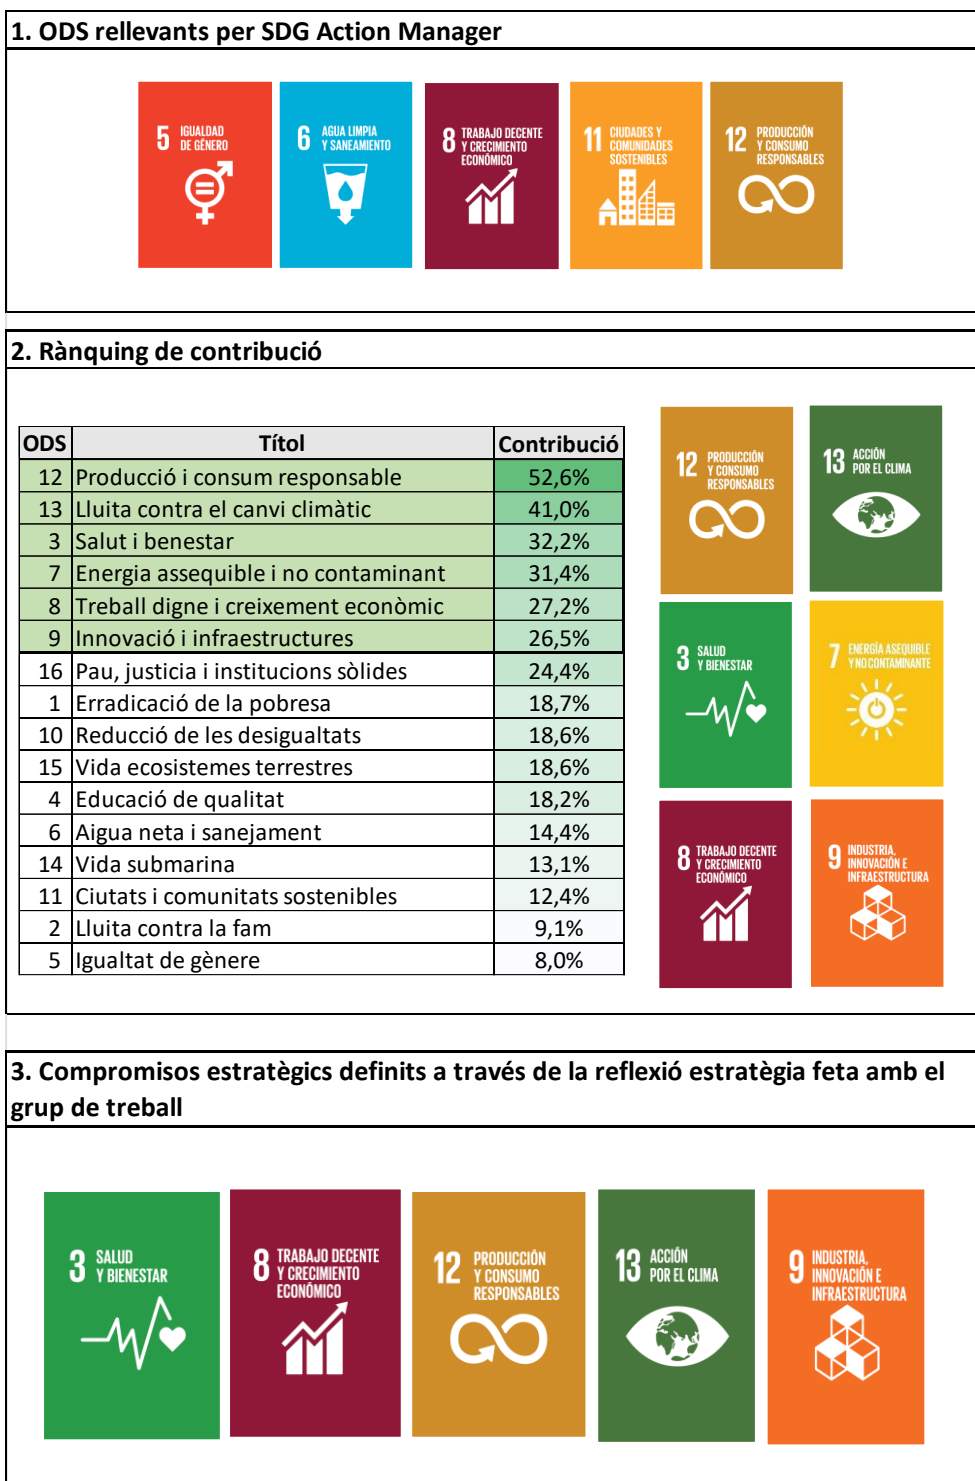 1. ODS rellevants per SDG Action Manager
5 IGUALDAD
DE GÉNERO
6 AGUA LIMPIA
Y SANEAMIENTO
8 TRABAJO DECENTE
Y CRECIMIENTO
ECONÓMICO
11 CIUDADES Y
COMUNIDADES
SOSTENIBLES
12 PRODUCCIÓN
Y CONSUMO
RESPONSABLES
2. Rànquing de contribució
ODS Títol Contribució
12 Producció i consum responsable 52,6%
13 Lluita contra el canvi climàtic 41,0%
3 Salut i benestar 32,2%
7 Energia assequible i no contaminant 31,4%
8 Treball digne i creixement econòmic 27,2%
9 Innovació i infraestructures 26,5%
16 Pau, justicia i institucions sòlides 24,4%
1 Erradicació de la pobresa 18,7%
10 Reducció de les desigualtats 18,6%
15 Vida ecosistemes terrestres 18,6%
4 Educació de qualitat 18,2%
6 Aigua neta i sanejament 14,4%
14 Vida submarina 13,1%
11 Ciutats i comunitats sostenibles 12,4%
2 Lluita contra la fam 9,1%
5 Igualtat de gènere 8,0%
12 PRODUCCIÓN
Y CONSUMO
RESPONSABLES
13 ACCIÓN
POR EL CLIMA
3 SALUD
Y BIENESTAR
7 ENERGÍA ASEQUIBLE
Y NO CONTAMINANTE
8 TRABAJO DECENTE
Y CRECIMIENTO
ECONÓMICO
9 INDUSTRIA,
INNOVACIÓN E
INFRAESTRUCTURA
3. Compromisos estratègics definits a través de la reflexió estratègia feta amb el
grup de treball
3 SALUD
Y BIENESTAR
8 TRABAJO DECENTE
Y CRECIMIENTO
ECONÓMICO
12 PRODUCCIÓN
Y CONSUMO
RESPONSABLES
13 ACCIÓN
POR EL CLIMA
9 INDUSTRIA,
INNOVACIÓN E
INFRAESTRUCTURA